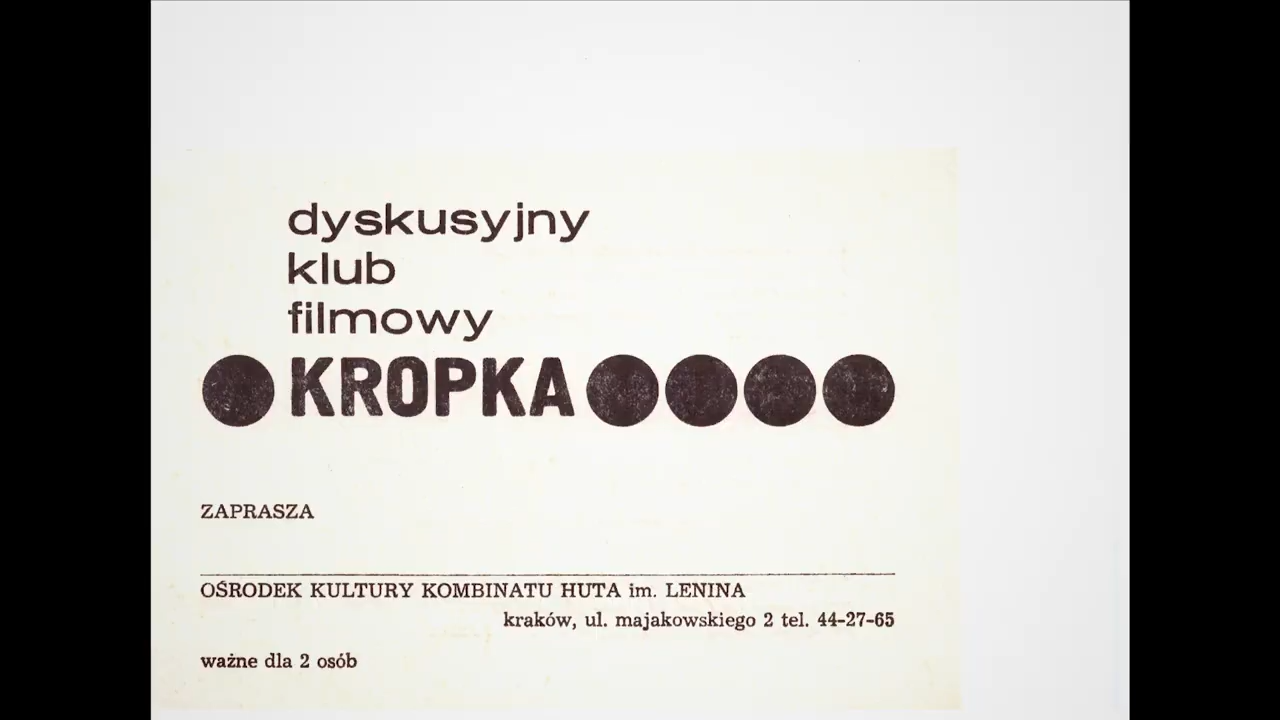 dyskusyjny
klub
filmowy
KROPKA
ZAPRASZA
OŚRODEK KULTURY KOMBINATU HUTA im. LENINA
kraków, ul. majakowskiego 2 tel. 44-27-65
ważne dla 2 osób